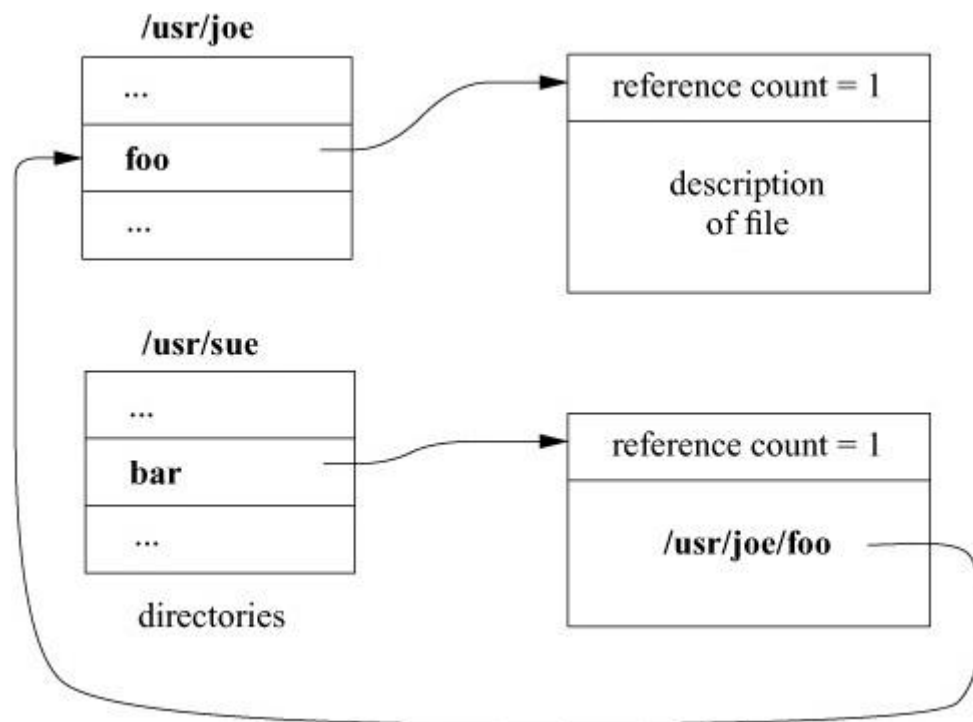 /usr/joe
...
foo
...
reference count = 1
description
of file
/usr/sue
...
bar
...
directories
reference count = 1
/usr/joe/foo